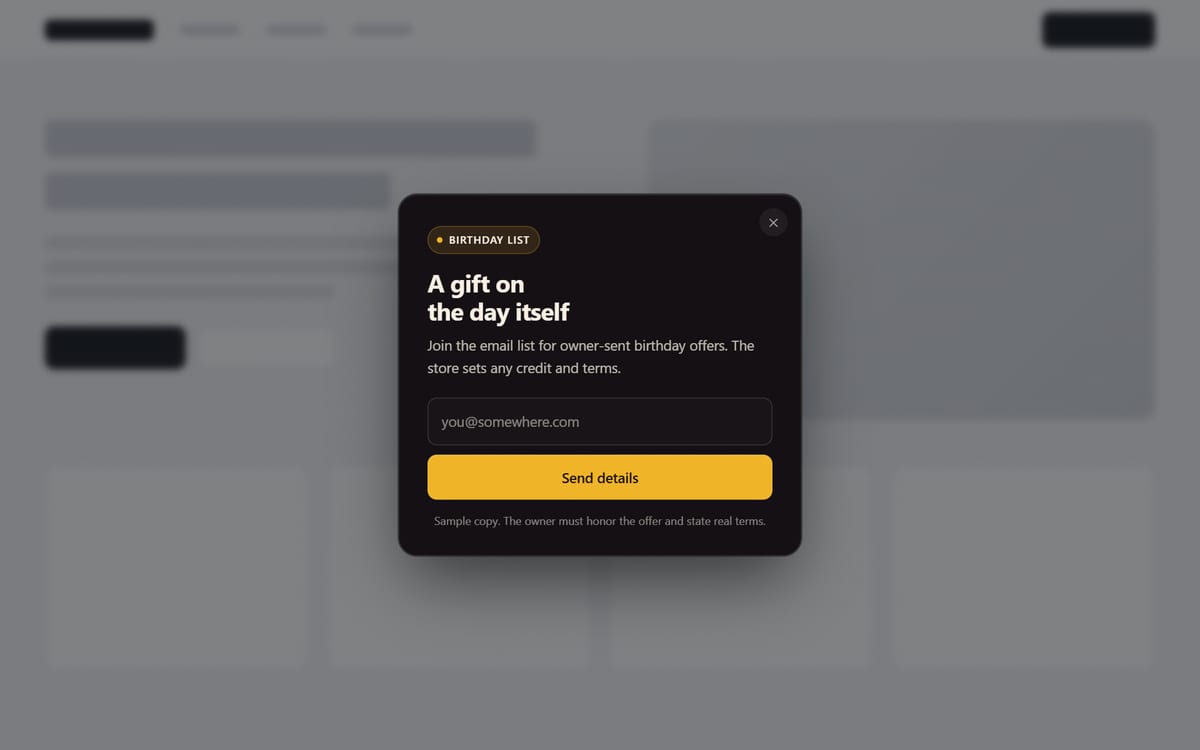 BIRTHDAY LIST
A gift on
the day itself
Join the email list for owner-sent birthday offers. The
store sets any credit and terms.
you@somewhere.com
Send details
Sample copy. The owner must honor the offer and state real terms.